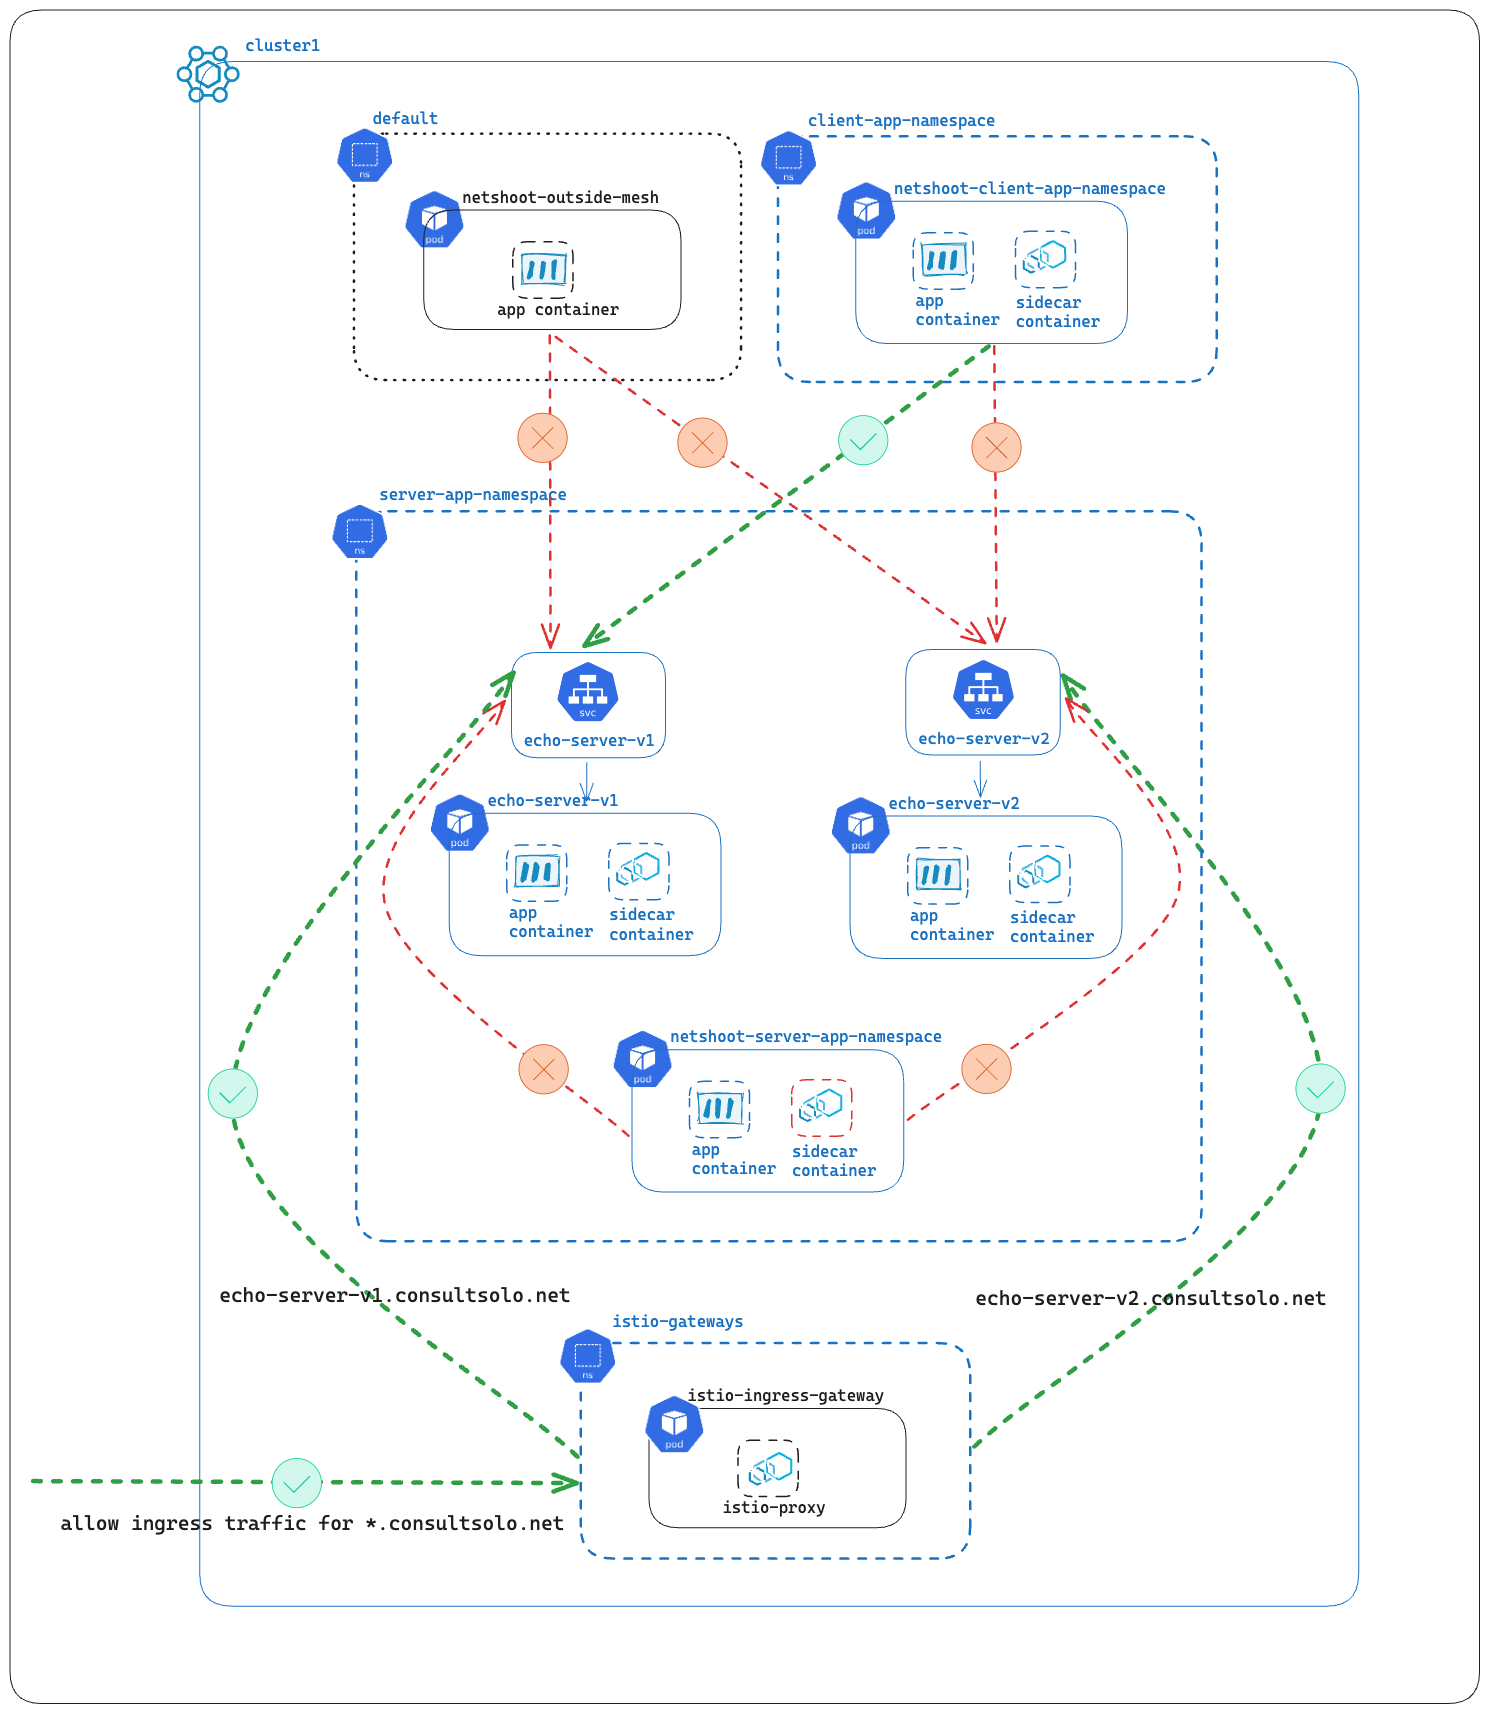 cluster1
default
ns
client-app-namespace
ns
netshoot-outside-mesh
pod
app container
netshoot-client-app-namespace
pod
app
container
sidecar
container
server-app-namespace
ns
svc
echo-server-v1
svc
echo-server-v2
echo-server-v1
pod
app
container
sidecar
container
echo-server-v2
pod
app
container
sidecar
container
netshoot-server-app-namespace
pod
app
container
sidecar
container
echo-server-v1.consultsolo.net
echo-server-v2.consultsolo.net
istio-gateways
ns
istio-ingress-gateway
pod
istio-proxy
allow ingress traffic for *.consultsolo.net